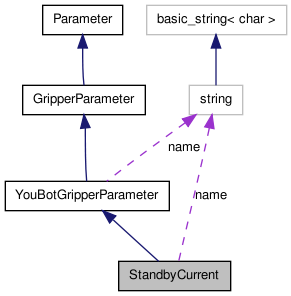 Parameter
basic_string< char >
GripperParameter
string
name
YouBotGripperParameter
name
StandbyCurrent